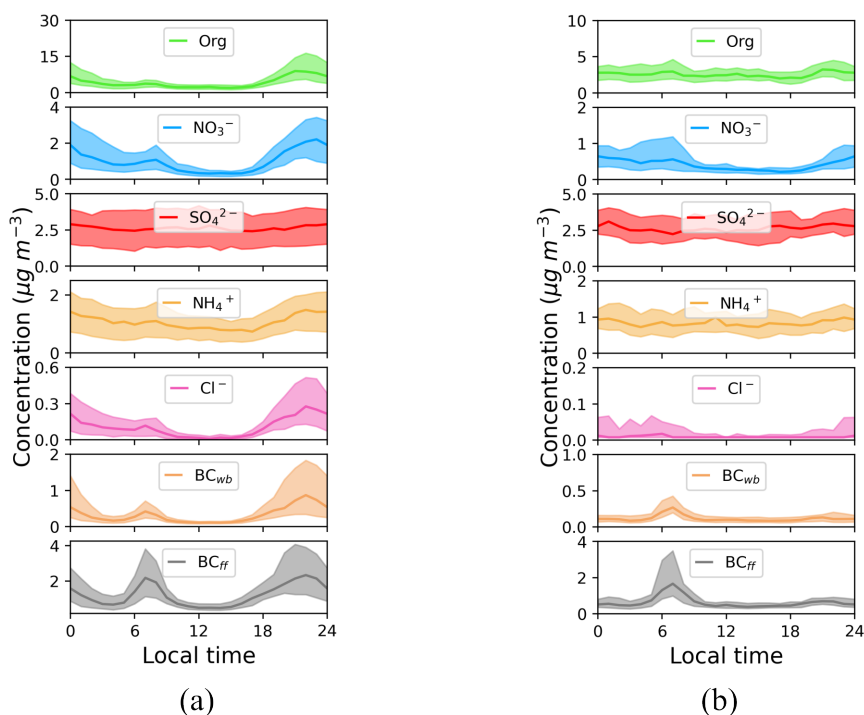 30
15
0
Org
4
2
0
NO₃⁻
5.0
2.5
0.0
SO₄²⁻
2
1
0
NH₄⁺
0.6
0.3
0.0
Cl⁻
2
1
0
BC_wb
4
2
BC_ff
0 6 12 18 24
Local time
Concentration (μg m⁻³)
(a)
10
5
0
Org
2
1
0
NO₃⁻
5.0
2.5
0.0
SO₄²⁻
2
1
0
NH₄⁺
0.2
0.1
0.0
Cl⁻
1.0
0.5
0.0
BC_wb
4
2
0
BC_ff
0 6 12 18 24
Local time
Concentration (μg m⁻³)
(b)